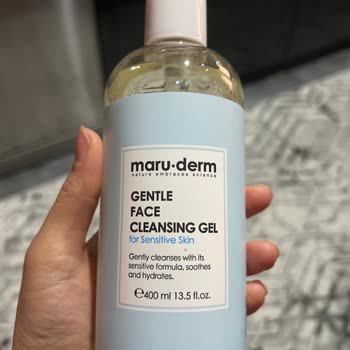 maru·derm
nature embraces science
GENTLE
FACE
CLEANSING GEL
for Sensitive Skin
Gently cleanses with its
sensitive formula, soothes
and hydrates.
℮400 ml 13.5 fl.oz.